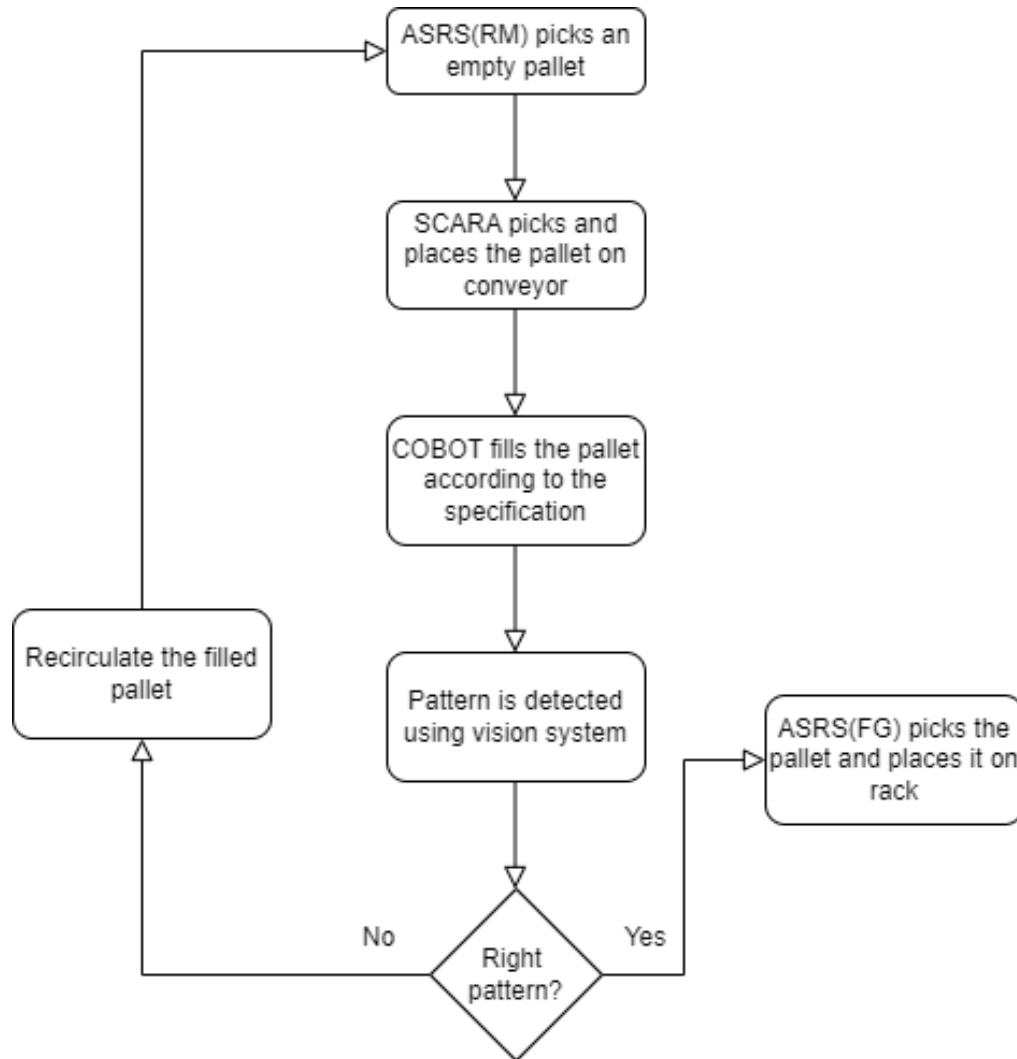 ASRS(RM) picks an
empty pallet
SCARA picks and
places the pallet on
conveyor
COBOT fills the pallet
according to the
specification
Recirculate the filled
pallet
Pattern is detected
using vision system
ASRS(FG) picks the
pallet and places it on
rack
No
Yes
Right
pattern?